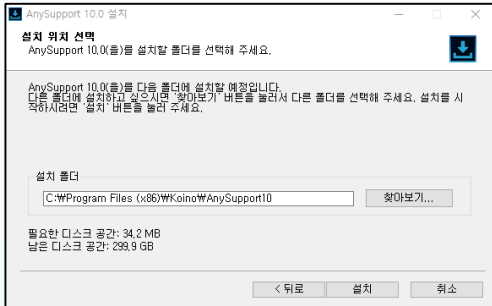 AnySupport 10.0 설치
설치 위치 선택
AnySupport 10.0(을)를 설치할 폴더를 선택해 주세요.
AnySupport 10.0(을)를 다음 폴더에 설치할 예정입니다.
다른 폴더에 설치하고 싶으시면 '찾아보기' 버튼을 눌러서 다른 폴더를 선택해 주세요. 설치를 시
작하시려면 '설치' 버튼을 눌러 주세요.
설치 폴더
C:₩Program Files (x86)₩Koino₩AnySupport10
찾아보기...
필요한 디스크 공간: 34.2 MB
남은 디스크 공간: 299.9 GB
< 뒤로
설치
취소